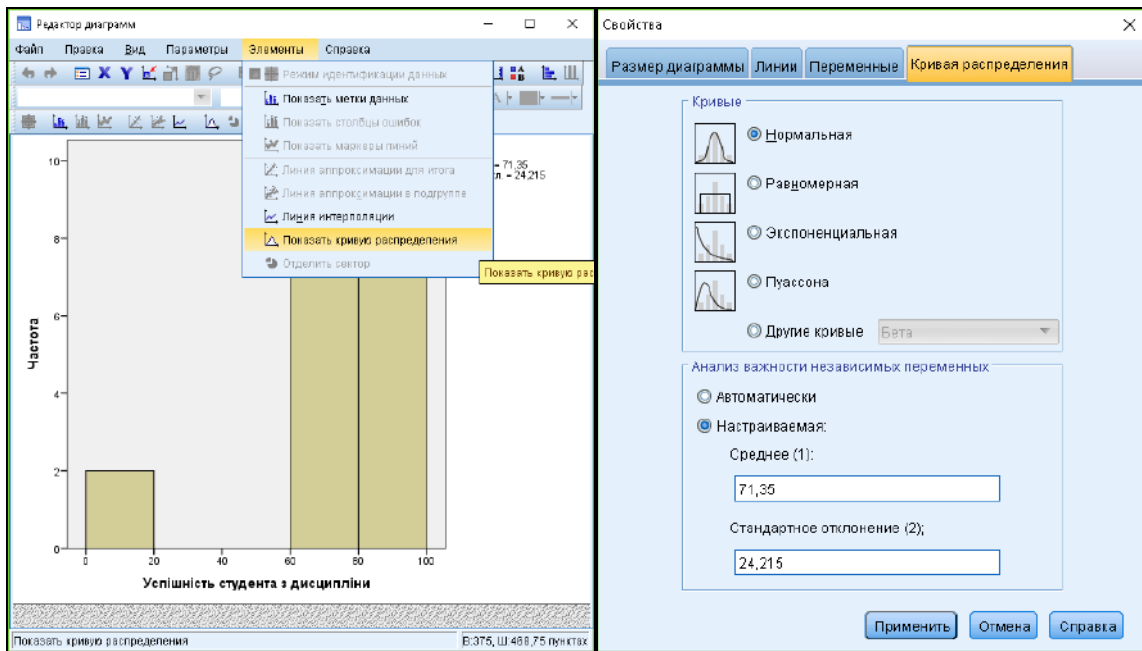 Редактор диаграмм
Файл Правка Вид Параметры Элементы Справка
Режим идентификации данных
Показать метки данных
Показать столбцы ошибок
Показать маркеры линий
Линия аппроксимации для итога
Линия аппроксимации в подгруппе
Линия интерполяции
Показать кривую распределения
Отделить сектор
Показать кривую рас
= 71,35
л. = 24,215
10
8
6
4
2
0
Частота
0 20 40 60 80 100
Успішність студента з дисципліни
Показать кривую распределения
В:375, Ш:468,75 пунктах
Свойства
Размер диаграммы Линии Переменные Кривая распределения
Кривые
Нормальная
Равномерная
Экспоненциальная
Пуассона
Другие кривые Бета
Анализ важности независимых переменных
Автоматически
Настраиваемая:
Среднее (1):
71,35
Стандартное отклонение (2);
24,215
Применить Отмена Справка